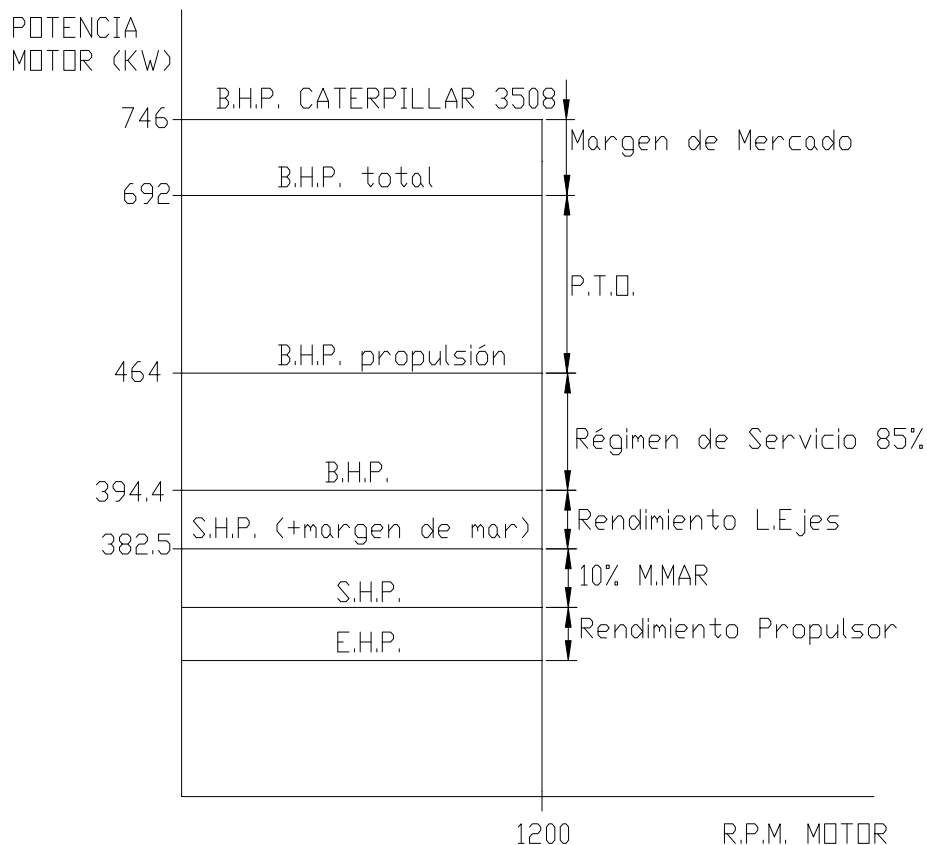 POTENCIA
MOTOR (KW)
B.H.P. CATERPILLAR 3508
746
Margen de Mercado
B.H.P. total
692
P.T.O.
B.H.P. propulsión
464
Régimen de Servicio 85%
B.H.P.
394.4
S.H.P. (+margen de mar)
Rendimiento L.Ejes
382.5
10% M.MAR
S.H.P.
Rendimiento Propulsor
E.H.P.
1200
R.P.M. MOTOR